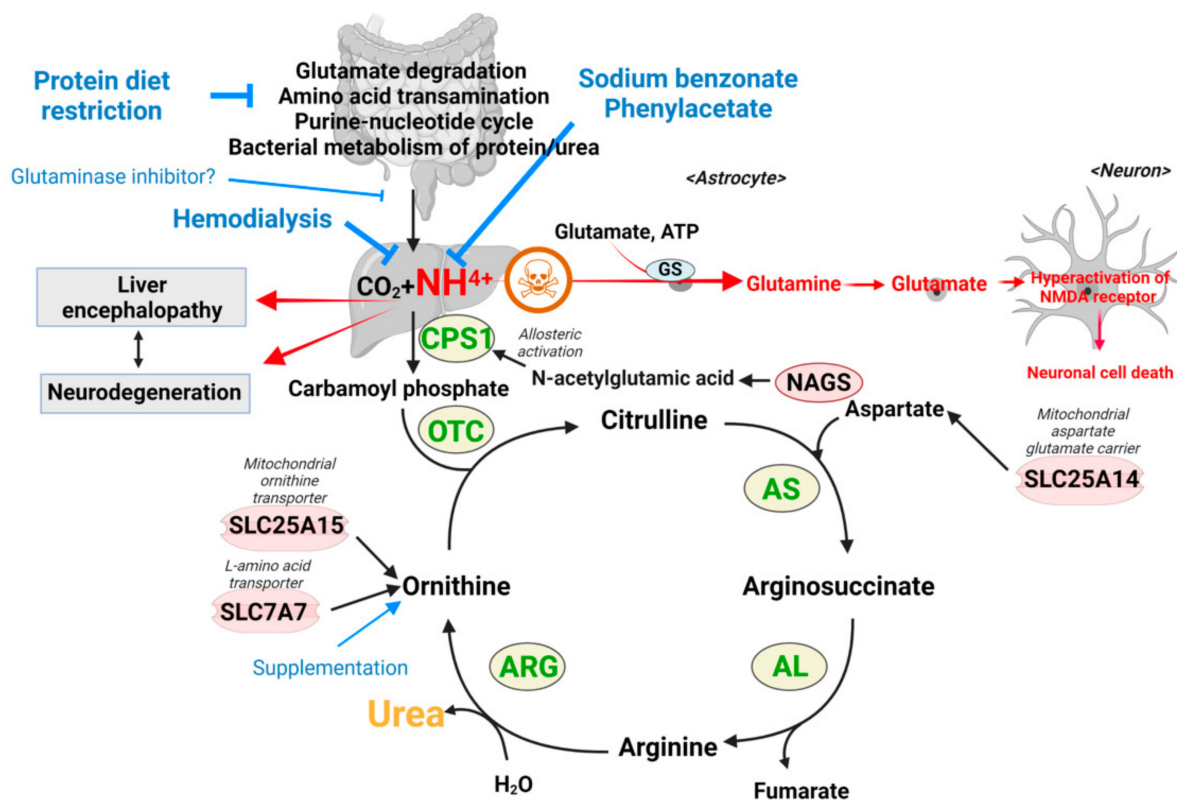 Protein diet
restriction
Glutamate degradation
Amino acid transamination
Purine-nucleotide cycle
Bacterial metabolism of protein/urea
Sodium benzonate
Phenylacetate
Glutaminase inhibitor?
Hemodialysis
<Astrocyte>
<Neuron>
Glutamate, ATP
GS
CO2+NH4+
Glutamine
Glutamate
Hyperactivation of
NMDA receptor
Neuronal cell death
Liver
encephalopathy
Neurodegeneration
CPS1
Allosteric
activation
N-acetylglutamic acid
NAGS
Carbamoyl phosphate
OTC
Citrulline
Aspartate
Mitochondrial
aspartate
glutamate carrier
SLC25A14
AS
Mitochondrial
ornithine
transporter
SLC25A15
L-amino acid
transporter
SLC7A7
Ornithine
Arginosuccinate
Supplementation
ARG
AL
Urea
Arginine
H2O
Fumarate